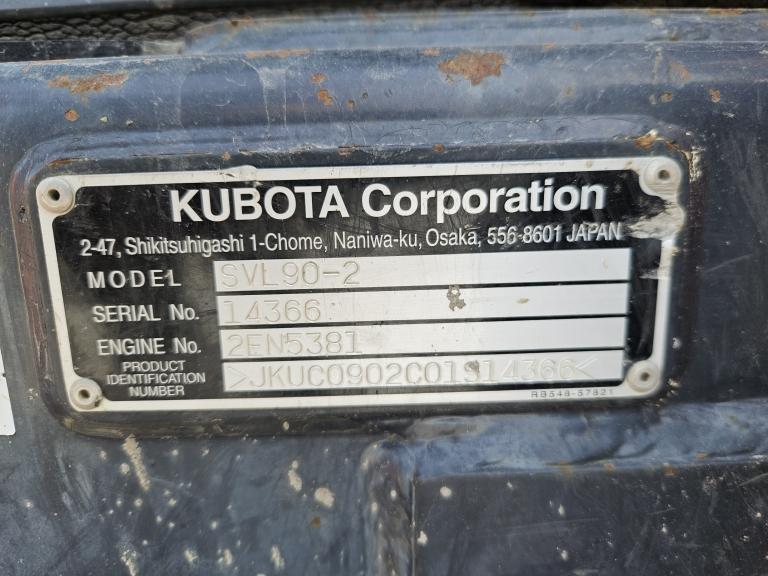 KUBOTA Corporation
2-47, Shikitsuhigashi 1-Chome, Naniwa-ku, Osaka, 556-8601 JAPAN
MODEL SVL90-2
SERIAL No. 14366
ENGINE No. 2EN5381
PRODUCT IDENTIFICATION NUMBER >JKUC0902C01S14366<
RB548-57821